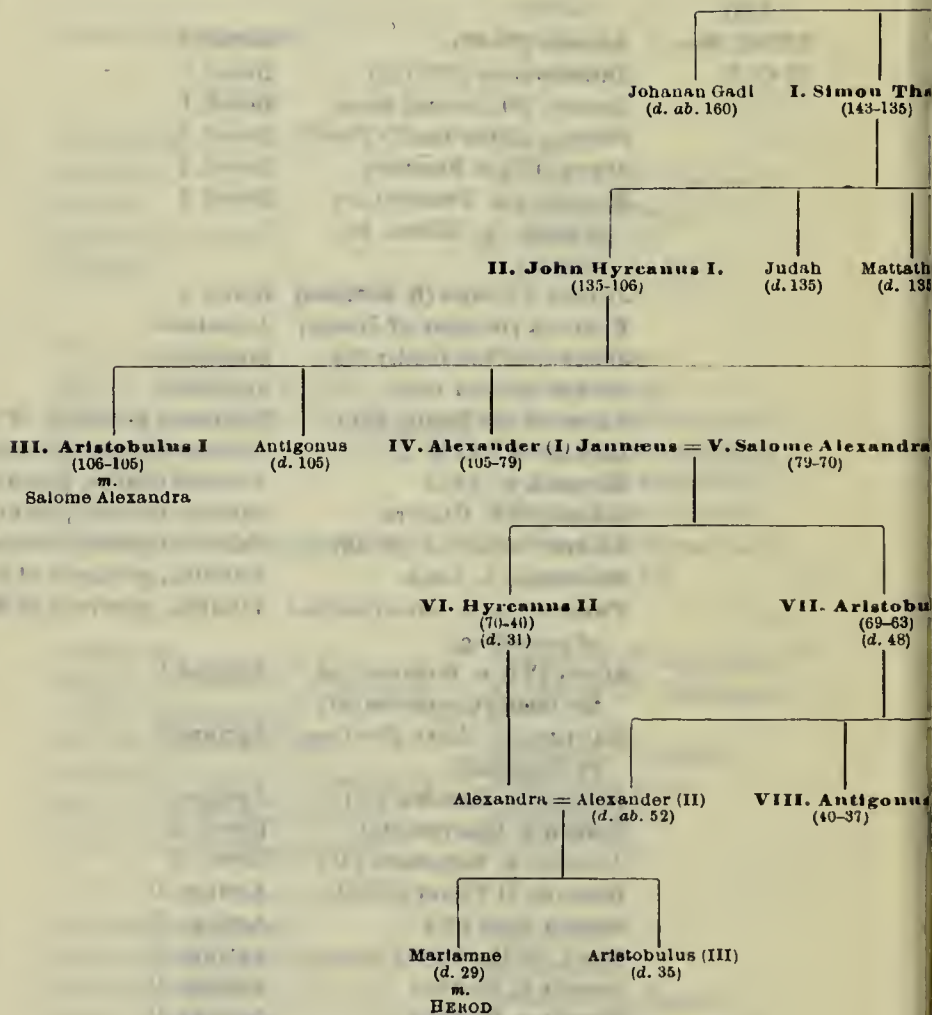 Johanan Gadi I. Simon Tha
(d. ab. 160) (143-135)
II. John Hyrcanus I. Judah Mattath
(135-106) (d. 135) (d. 135
III. Aristobulus I Antigonus IV. Alexander (I) Jannæus = V. Salome Alexandra
(106-105) (d. 105) (105-79) (79-70)
m.
Salome Alexandra
VI. Hyrcanus II VII. Aristobu
(70-40) (69-63)
(d. 31) (d. 48)
Alexandra = Alexander (II) VIII. Antigonus
(d. ab. 52) (40-37)
Mariamne Aristobulus (III)
(d. 29) (d. 35)
m.
HEROD